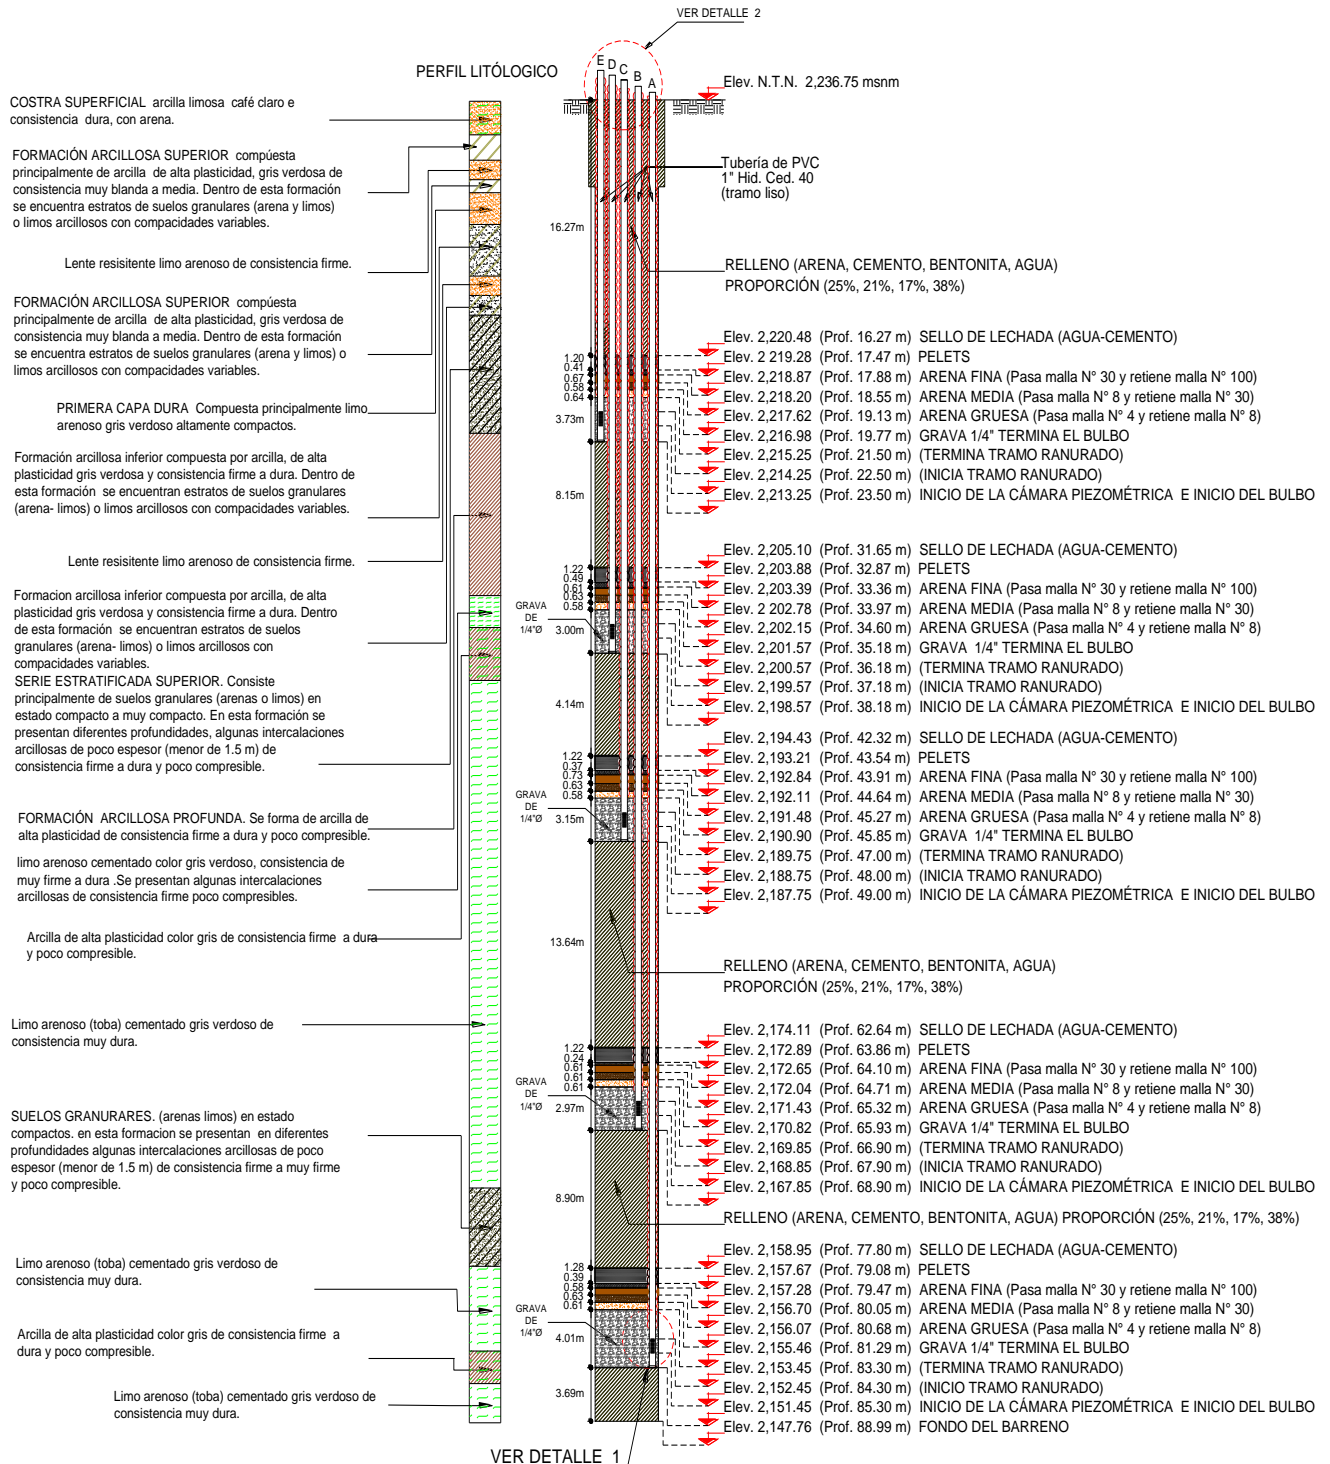 VER DETALLE 2
PERFIL LITÓLOGICO
E
D
C
B
A
Elev. N.T.N. 2,236.75 msnm
COSTRA SUPERFICIAL arcilla limosa café claro e
consistencia dura, con arena.
FORMACIÓN ARCILLOSA SUPERIOR compúesta
principalmente de arcilla de alta plasticidad, gris verdosa de
consistencia muy blanda a media. Dentro de esta formación
se encuentra estratos de suelos granulares (arena y limos)
o limos arcillosos con compacidades variables.
Lente resisitente limo arenoso de consistencia firme.
FORMACIÓN ARCILLOSA SUPERIOR compúesta
principalmente de arcilla de alta plasticidad, gris verdosa de
consistencia muy blanda a media. Dentro de esta formación
se encuentra estratos de suelos granulares (arena y limos) o
limos arcillosos con compacidades variables.
PRIMERA CAPA DURA Compuesta principalmente limo
arenoso gris verdoso altamente compactos.
Formación arcillosa inferior compuesta por arcilla, de alta
plasticidad gris verdosa y consistencia firme a dura. Dentro de
esta formación se encuentran estratos de suelos granulares
(arena- limos) o limos arcillosos con compacidades variables.
Lente resisitente limo arenoso de consistencia firme.
Formacion arcillosa inferior compuesta por arcilla, de alta
plasticidad gris verdosa y consistencia firme a dura. Dentro
de esta formación se encuentran estratos de suelos
granulares (arena- limos) o limos arcillosos con
compacidades variables.
SERIE ESTRATIFICADA SUPERIOR. Consiste
principalmente de suelos granulares (arenas o limos) en
estado compacto a muy compacto. En esta formación se
presentan diferentes profundidades, algunas intercalaciones
arcillosas de poco espesor (menor de 1.5 m) de
consistencia firme a dura y poco compresible.
FORMACIÓN ARCILLOSA PROFUNDA. Se forma de arcilla de
alta plasticidad de consistencia firme a dura y poco compresible.
limo arenoso cementado color gris verdoso, consistencia de
muy firme a dura .Se presentan algunas intercalaciones
arcillosas de consistencia firme poco compresibles.
Arcilla de alta plasticidad color gris de consistencia firme a dura
y poco compresible.
Limo arenoso (toba) cementado gris verdoso de
consistencia muy dura.
SUELOS GRANURARES. (arenas limos) en estado
compactos. en esta formacion se presentan en diferentes
profundidades algunas intercalaciones arcillosas de poco
espesor (menor de 1.5 m) de consistencia firme a muy firme
y poco compresible.
Limo arenoso (toba) cementado gris verdoso de
consistencia muy dura.
Arcilla de alta plasticidad color gris de consistencia firme a
dura y poco compresible.
Limo arenoso (toba) cementado gris verdoso de
consistencia muy dura.
16.27m
1.20
0.41
0.67
0.58
0.64
3.73m
8.15m
1.22
0.49
0.61
0.63
0.58
GRAVA
DE
1/4"Ø
3.00m
4.14m
1.22
0.37
0.73
0.63
0.58
GRAVA
DE
1/4"Ø
3.15m
13.64m
1.22
0.24
0.61
0.61
0.61
GRAVA
DE
1/4"Ø
2.97m
8.90m
1.28
0.39
0.58
0.63
0.61
GRAVA
DE
1/4"Ø
4.01m
3.69m
VER DETALLE 1
Tubería de PVC
1" Hid. Ced. 40
(tramo liso)
RELLENO (ARENA, CEMENTO, BENTONITA, AGUA)
PROPORCIÓN (25%, 21%, 17%, 38%)
Elev. 2,220.48 (Prof. 16.27 m) SELLO DE LECHADA (AGUA-CEMENTO)
Elev. 2 219.28 (Prof. 17.47 m) PELETS
Elev. 2,218.87 (Prof. 17.88 m) ARENA FINA (Pasa malla N° 30 y retiene malla N° 100)
Elev. 2,218.20 (Prof. 18.55 m) ARENA MEDIA (Pasa malla N° 8 y retiene malla N° 30)
Elev. 2,217.62 (Prof. 19.13 m) ARENA GRUESA (Pasa malla N° 4 y retiene malla N° 8)
Elev. 2,216.98 (Prof. 19.77 m) GRAVA 1/4" TERMINA EL BULBO
Elev. 2,215.25 (Prof. 21.50 m) (TERMINA TRAMO RANURADO)
Elev. 2,214.25 (Prof. 22.50 m) (INICIA TRAMO RANURADO)
Elev. 2,213.25 (Prof. 23.50 m) INICIO DE LA CÁMARA PIEZOMÉTRICA E INICIO DEL BULBO
Elev. 2,205.10 (Prof. 31.65 m) SELLO DE LECHADA (AGUA-CEMENTO)
Elev. 2,203.88 (Prof. 32.87 m) PELETS
Elev. 2,203.39 (Prof. 33.36 m) ARENA FINA (Pasa malla N° 30 y retiene malla N° 100)
Elev. 2 202.78 (Prof. 33.97 m) ARENA MEDIA (Pasa malla N° 8 y retiene malla N° 30)
Elev. 2,202.15 (Prof. 34.60 m) ARENA GRUESA (Pasa malla N° 4 y retiene malla N° 8)
Elev. 2,201.57 (Prof. 35.18 m) GRAVA 1/4" TERMINA EL BULBO
Elev. 2,200.57 (Prof. 36.18 m) (TERMINA TRAMO RANURADO)
Elev. 2,199.57 (Prof. 37.18 m) (INICIA TRAMO RANURADO)
Elev. 2,198.57 (Prof. 38.18 m) INICIO DE LA CÁMARA PIEZOMÉTRICA E INICIO DEL BULBO
Elev. 2,194.43 (Prof. 42.32 m) SELLO DE LECHADA (AGUA-CEMENTO)
Elev. 2,193.21 (Prof. 43.54 m) PELETS
Elev. 2,192.84 (Prof. 43.91 m) ARENA FINA (Pasa malla N° 30 y retiene malla N° 100)
Elev. 2,192.11 (Prof. 44.64 m) ARENA MEDIA (Pasa malla N° 8 y retiene malla N° 30)
Elev. 2,191.48 (Prof. 45.27 m) ARENA GRUESA (Pasa malla N° 4 y retiene malla N° 8)
Elev. 2,190.90 (Prof. 45.85 m) GRAVA 1/4" TERMINA EL BULBO
Elev. 2,189.75 (Prof. 47.00 m) (TERMINA TRAMO RANURADO)
Elev. 2,188.75 (Prof. 48.00 m) (INICIA TRAMO RANURADO)
Elev. 2,187.75 (Prof. 49.00 m) INICIO DE LA CÁMARA PIEZOMÉTRICA E INICIO DEL BULBO
RELLENO (ARENA, CEMENTO, BENTONITA, AGUA)
PROPORCIÓN (25%, 21%, 17%, 38%)
Elev. 2,174.11 (Prof. 62.64 m) SELLO DE LECHADA (AGUA-CEMENTO)
Elev. 2,172.89 (Prof. 63.86 m) PELETS
Elev. 2,172.65 (Prof. 64.10 m) ARENA FINA (Pasa malla N° 30 y retiene malla N° 100)
Elev. 2,172.04 (Prof. 64.71 m) ARENA MEDIA (Pasa malla N° 8 y retiene malla N° 30)
Elev. 2,171.43 (Prof. 65.32 m) ARENA GRUESA (Pasa malla N° 4 y retiene malla N° 8)
Elev. 2,170.82 (Prof. 65.93 m) GRAVA 1/4" TERMINA EL BULBO
Elev. 2,169.85 (Prof. 66.90 m) (TERMINA TRAMO RANURADO)
Elev. 2,168.85 (Prof. 67.90 m) (INICIA TRAMO RANURADO)
Elev. 2,167.85 (Prof. 68.90 m) INICIO DE LA CÁMARA PIEZOMÉTRICA E INICIO DEL BULBO
RELLENO (ARENA, CEMENTO, BENTONITA, AGUA) PROPORCIÓN (25%, 21%, 17%, 38%)
Elev. 2,158.95 (Prof. 77.80 m) SELLO DE LECHADA (AGUA-CEMENTO)
Elev. 2,157.67 (Prof. 79.08 m) PELETS
Elev. 2,157.28 (Prof. 79.47 m) ARENA FINA (Pasa malla N° 30 y retiene malla N° 100)
Elev. 2,156.70 (Prof. 80.05 m) ARENA MEDIA (Pasa malla N° 8 y retiene malla N° 30)
Elev. 2,156.07 (Prof. 80.68 m) ARENA GRUESA (Pasa malla N° 4 y retiene malla N° 8)
Elev. 2,155.46 (Prof. 81.29 m) GRAVA 1/4" TERMINA EL BULBO
Elev. 2,153.45 (Prof. 83.30 m) (TERMINA TRAMO RANURADO)
Elev. 2,152.45 (Prof. 84.30 m) (INICIO TRAMO RANURADO)
Elev. 2,151.45 (Prof. 85.30 m) INICIO DE LA CÁMARA PIEZOMÉTRICA E INICIO DEL BULBO
Elev. 2,147.76 (Prof. 88.99 m) FONDO DEL BARRENO